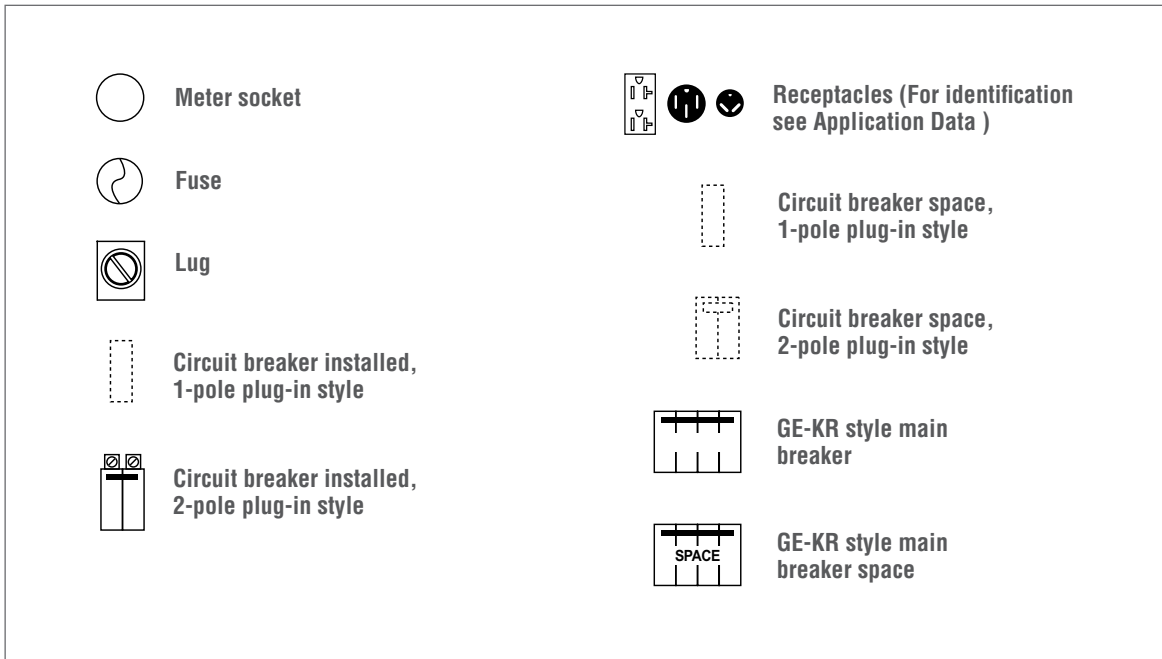 Meter socket
Fuse
Lug
Circuit breaker installed,
1-pole plug-in style
Circuit breaker installed,
2-pole plug-in style
Receptacles (For identification
see Application Data )
Circuit breaker space,
1-pole plug-in style
Circuit breaker space,
2-pole plug-in style
GE-KR style main
breaker
SPACE
GE-KR style main
breaker space